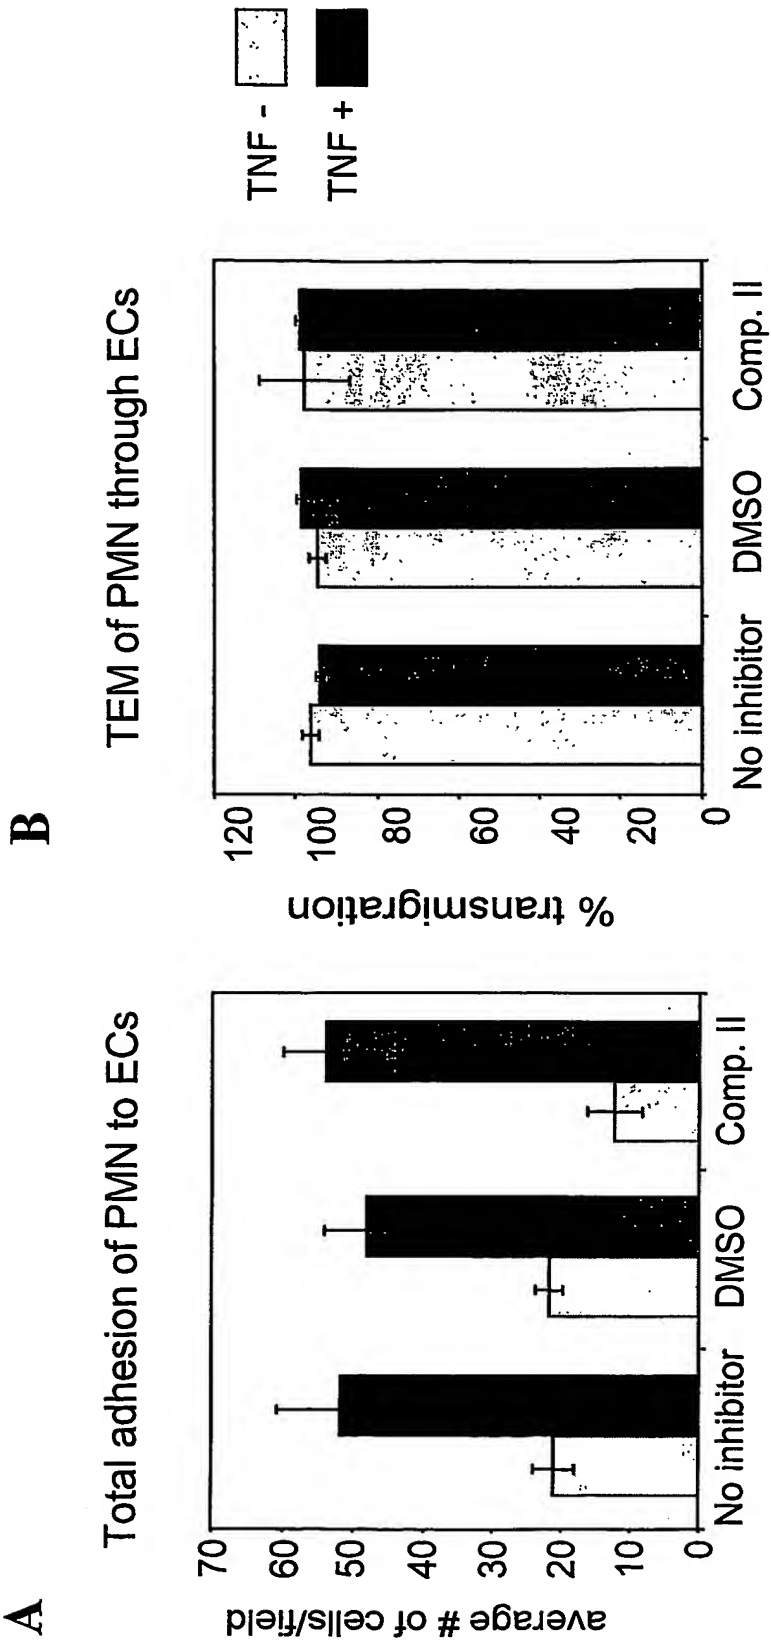 A
Total adhesion of PMN to ECs
average # of cells/field
70
60
50
40
30
20
10
0
No inhibitor
DMSO
Comp. II
B
TEM of PMN through ECs
% transmigration
120
100
80
60
40
20
0
No inhibitor
DMSO
Comp. II
TNF -
TNF +